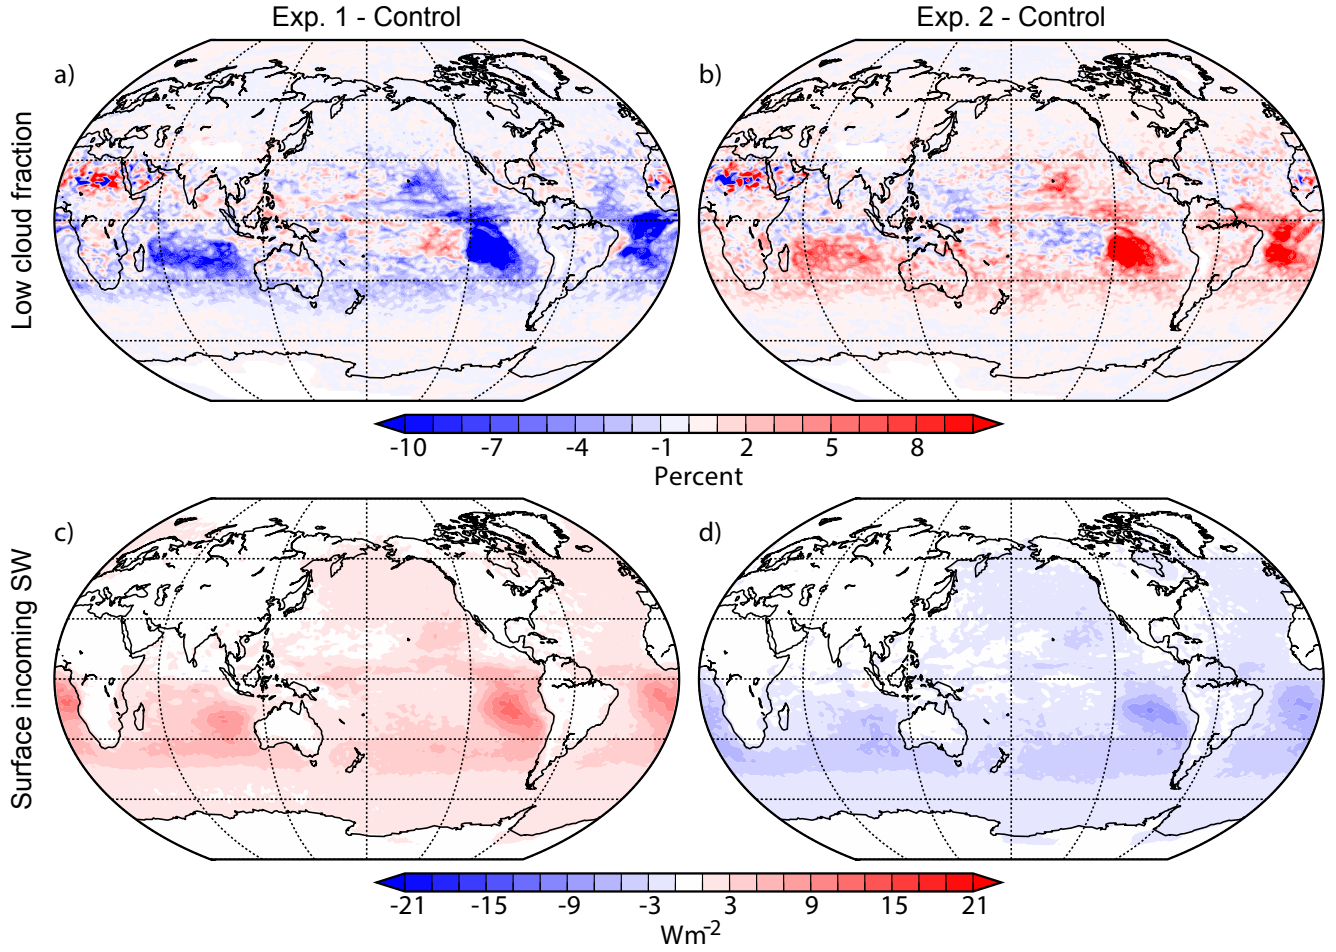 Exp. 1 - Control
Exp. 2 - Control
a)
b)
Low cloud fraction
-10 -7 -4 -1 2 5 8
Percent
c)
d)
Surface incoming SW
-21 -15 -9 -3 3 9 15 21
Wm-2